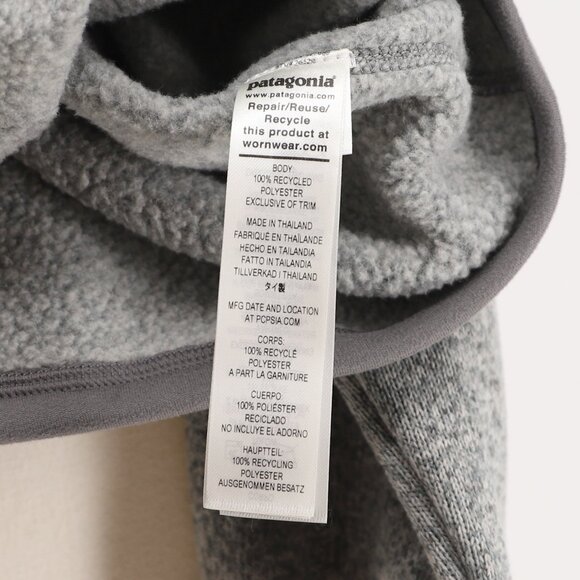 patagonia®
www.patagonia.com
Repair/Reuse/
Recycle
this product at
wornwear.com
BODY
100% RECYCLED
POLYESTER
EXCLUSIVE OF TRIM
MADE IN THAILAND
FABRIQUÉ EN THAÏLANDE
HECHO EN TAILANDIA
FATTO IN TAILANDIA
TILLVERKAD I THAILAND
タイ製
MFG DATE AND LOCATION
AT PCPSIA.COM
CORPS:
100% RECYCLÉ
POLYESTER
A PART LA GARNITURE
CUERPO
100% POLIÉSTER
RECICLADO
NO INCLUYE EL ADORNO
HAUPTTEIL:
100% RECYCLING
POLYESTER
AUSGENOMMEN BESATZ